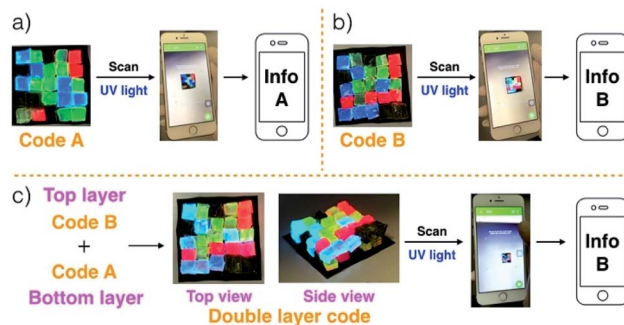 a)
Scan
UV light
Info
A
Code A
b)
Scan
UV light
Info
B
Code B
c)
Top layer
Code B
+
Code A
Bottom layer
Top view
Side view
Double layer code
Scan
UV light
Info
B